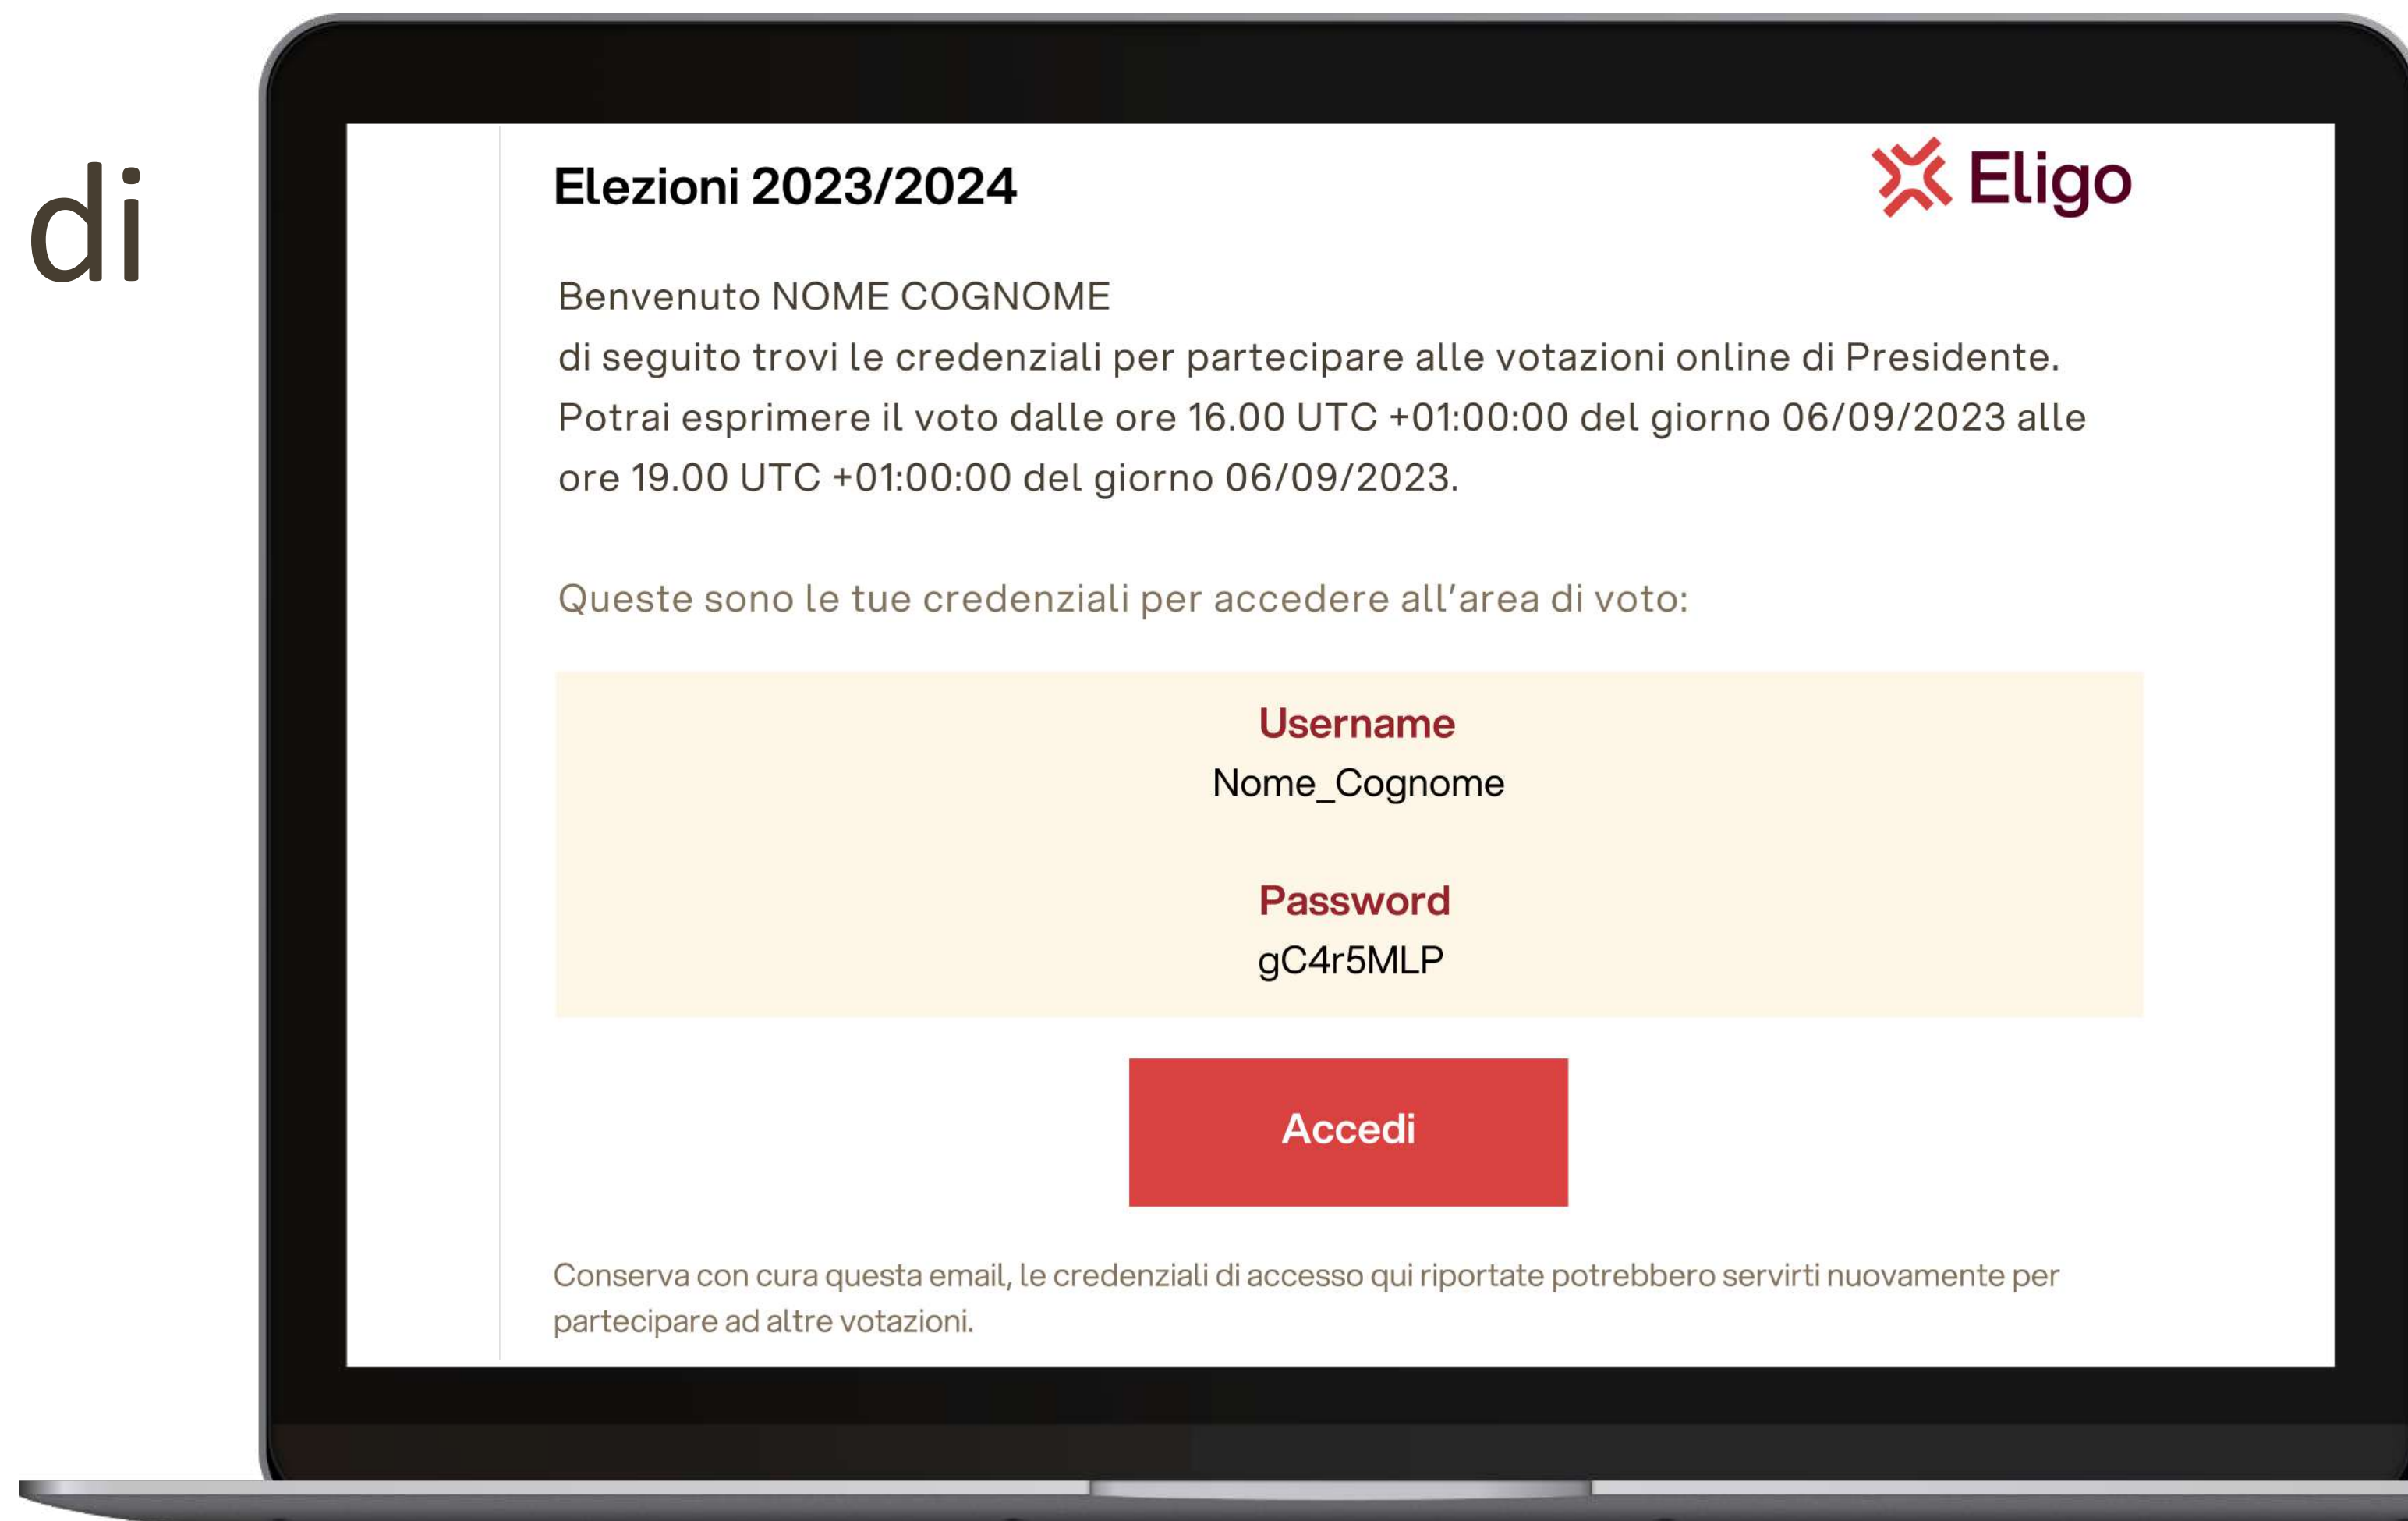 di
Elezioni 2023/2024
Eligo
Benvenuto NOME COGNOME
di seguito trovi le credenziali per partecipare alle votazioni online di Presidente.
Potrai esprimere il voto dalle ore 16.00 UTC +01:00:00 del giorno 06/09/2023 alle
ore 19.00 UTC +01:00:00 del giorno 06/09/2023.
Queste sono le tue credenziali per accedere all'area di voto:
Username
Nome_Cognome
Password
gC4r5MLP
Accedi
Conserva con cura questa email, le credenziali di accesso qui riportate potrebbero servirti nuovamente per
partecipare ad altre votazioni.